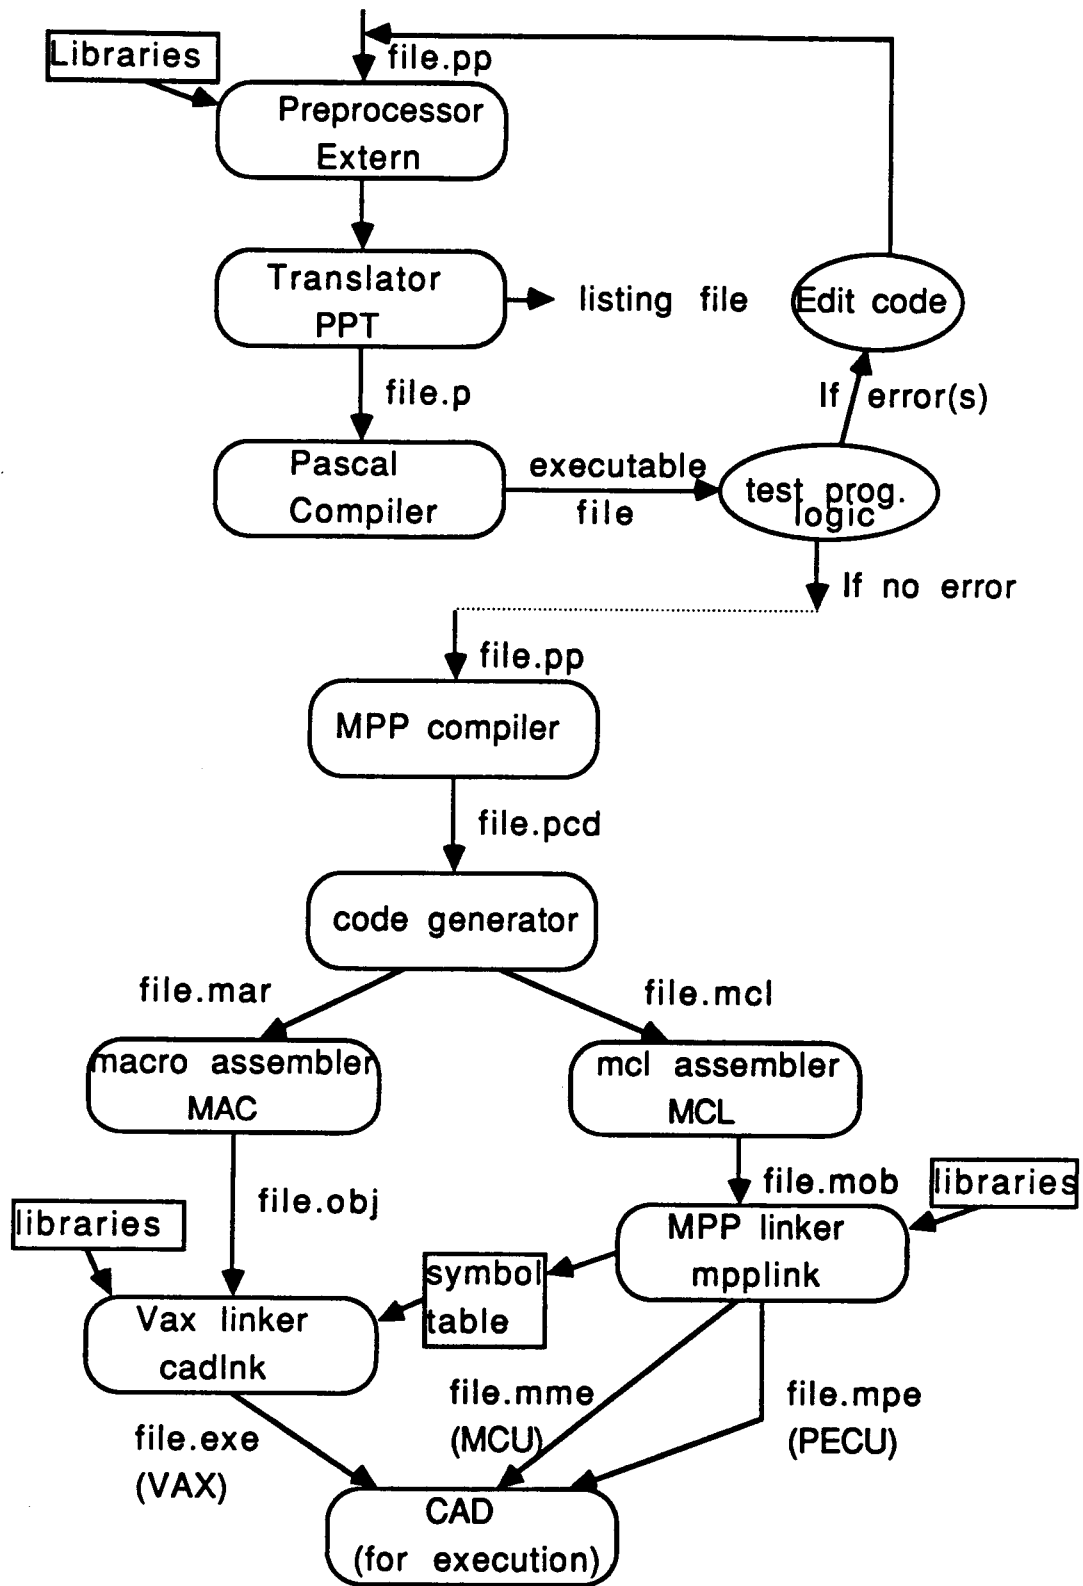 Libraries
file.pp
Preprocessor
Extern
Translator
PPT
listing file
Edit code
file.p
If error(s)
Pascal
Compiler
executable
file
test prog.
logic
If no error
file.pp
MPP compiler
file.pcd
code generator
file.mar
file.mcl
macro assembler
MAC
mcl assembler
MCL
file.obj
file.mob
libraries
libraries
MPP linker
mpplink
symbol
table
Vax linker
cadlnk
file.mme
(MCU)
file.mpe
(PECU)
file.exe
(VAX)
CAD
(for execution)